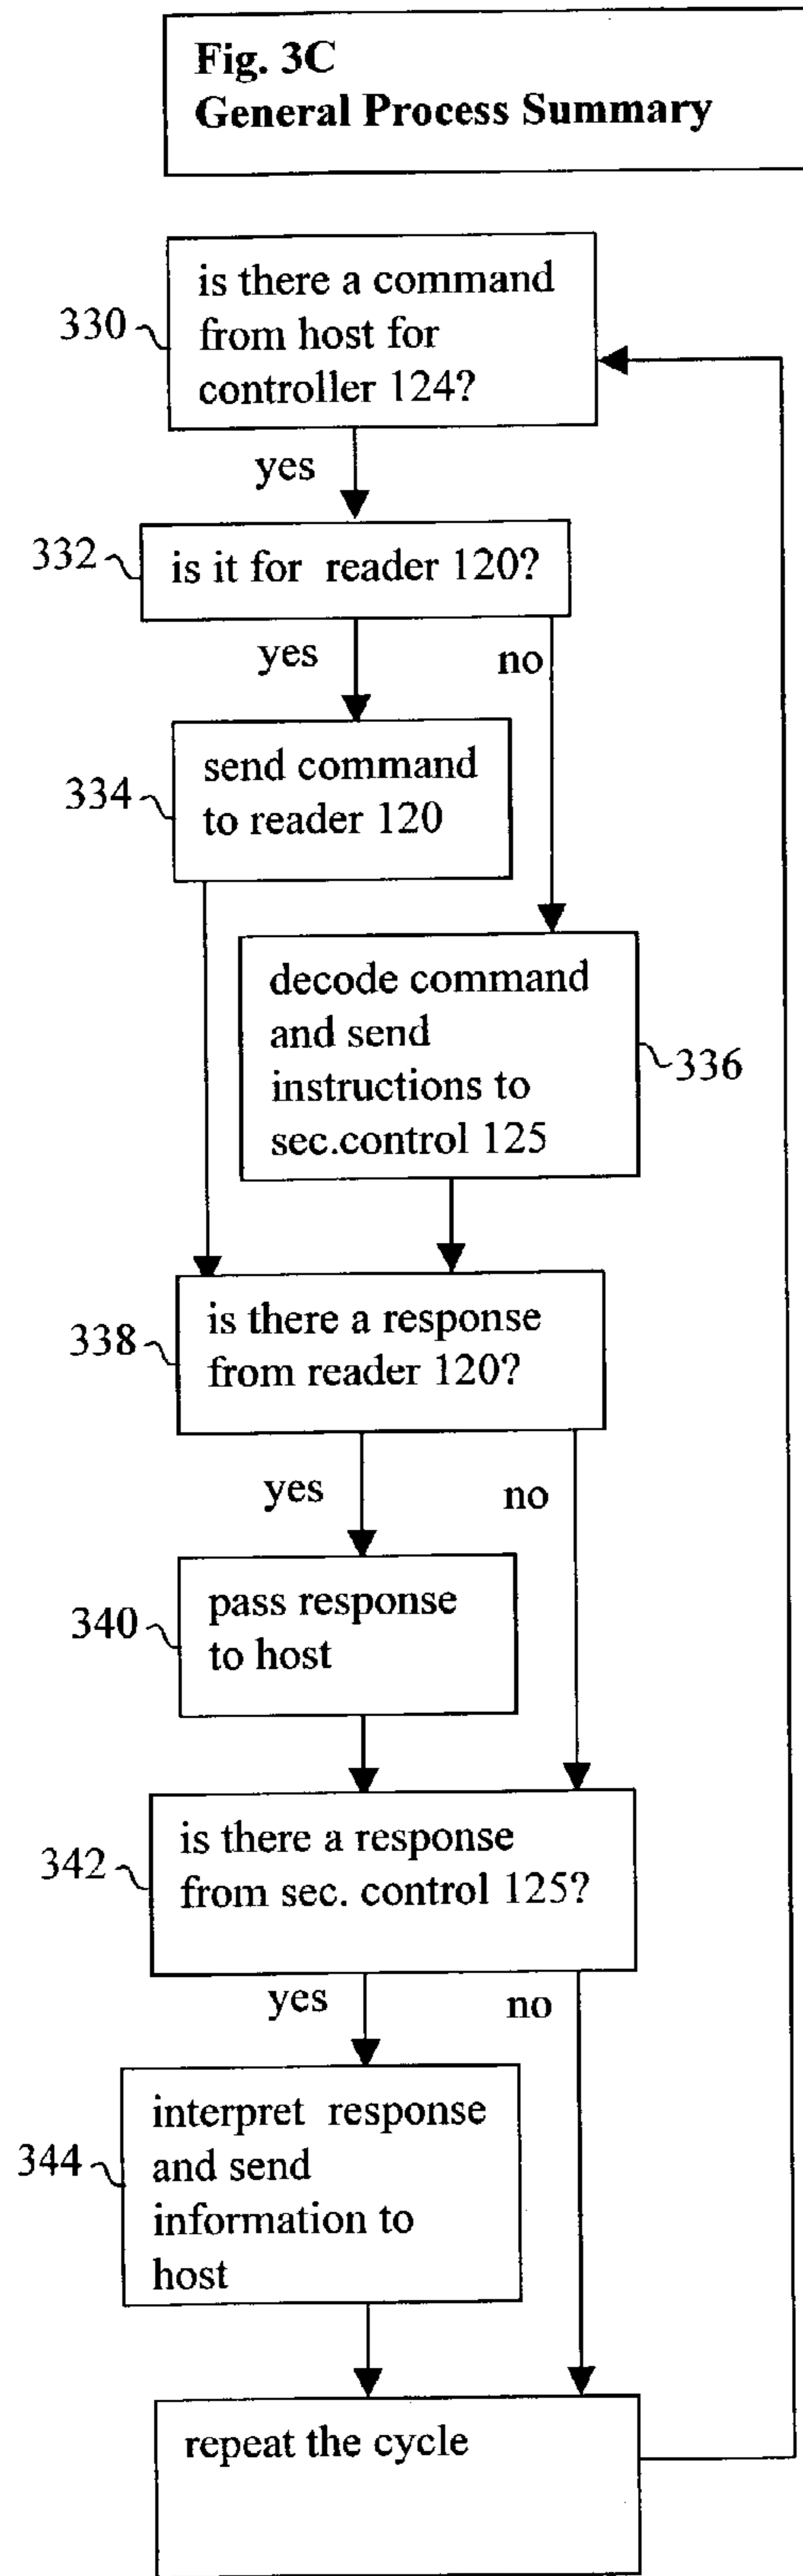 Fig. 3C
General Process Summary
is there a command
from host for
controller 124?
330
yes
332
is it for reader 120?
yes
no
334
send command
to reader 120
decode command
and send
instructions to
sec.control 125
336
338
is there a response
from reader 120?
yes
no
340
pass response
to host
342
is there a response
from sec. control 125?
yes
no
344
interpret response
and send
information to
host
repeat the cycle